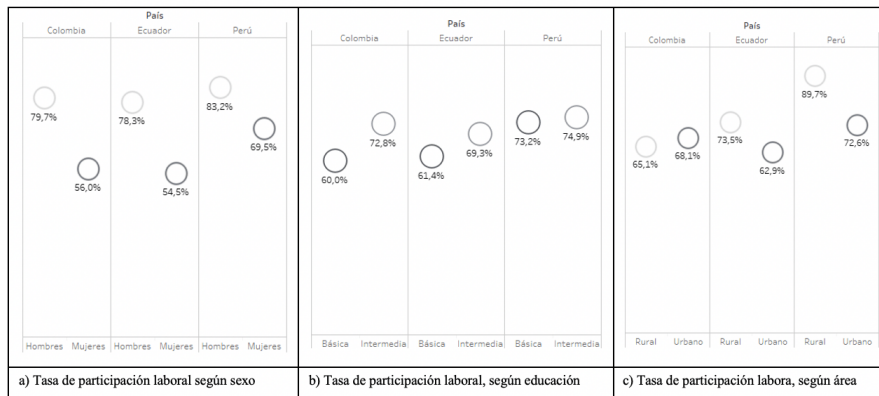 País
Colombia Ecuador Perú
79,7% 56,0% 78,3% 54,5% 83,2% 69,5%
Hombres Mujeres Hombres Mujeres Hombres Mujeres
a) Tasa de participación laboral según sexo
País
Colombia Ecuador Perú
60,0% 72,8% 61,4% 69,3% 73,2% 74,9%
Básica Intermedia Básica Intermedia Básica Intermedia
b) Tasa de participación laboral, según educación
País
Colombia Ecuador Perú
65,1% 68,1% 73,5% 62,9% 89,7% 72,6%
Rural Urbano Rural Urbano Rural Urbano
c) Tasa de participación labora, según área